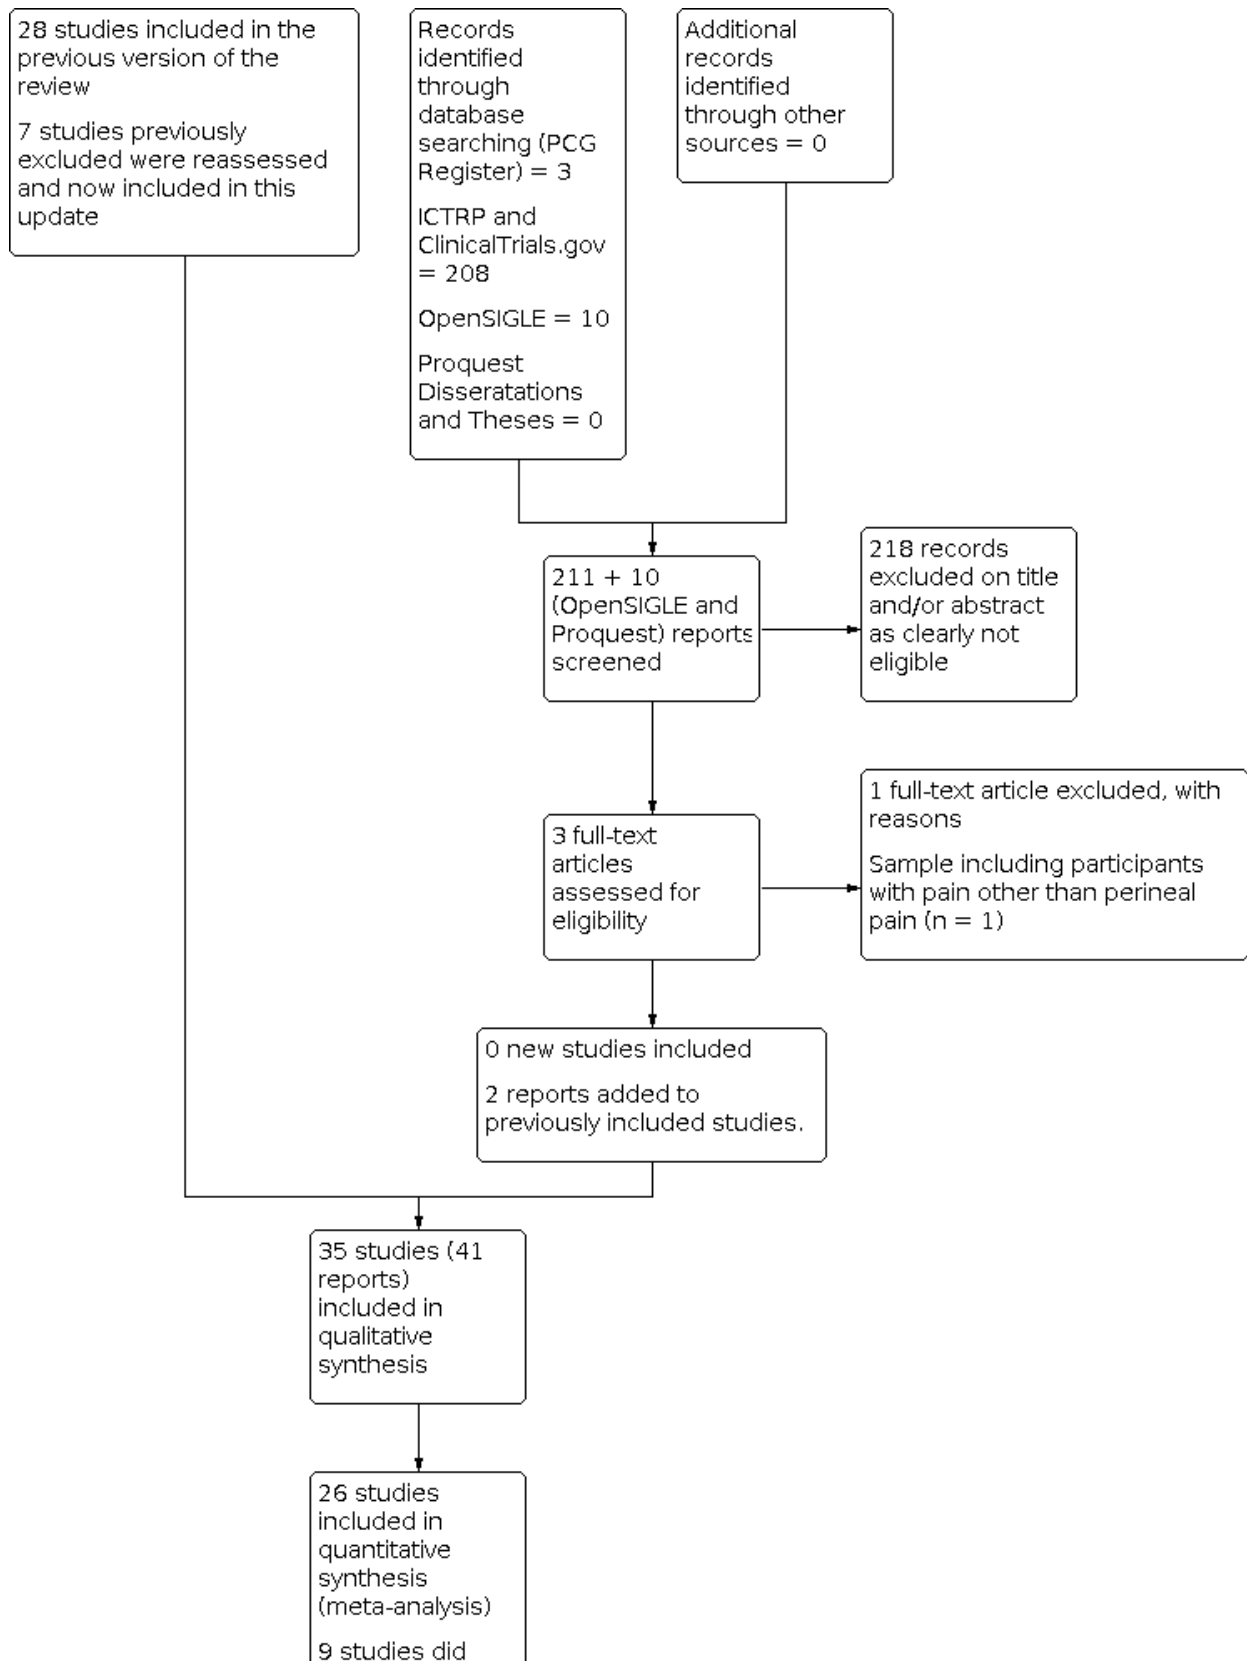 28 studies included in the
previous version of the
review
7 studies previously
excluded were reassessed
and now included in this
update
Records
identified
through
database
searching (PCG
Register) = 3
ICTRP and
ClinicalTrials.gov
= 208
OpenSIGLE = 10
Proquest
Disseratations
and Theses = 0
Additional
records
identified
through other
sources = 0
211 + 10
(OpenSIGLE and
Proquest) reports
screened
218 records
excluded on title
and/or abstract
as clearly not
eligible
3 full-text
articles
assessed for
eligibility
1 full-text article excluded, with
reasons
Sample including participants
with pain other than perineal
pain (n = 1)
0 new studies included
2 reports added to
previously included studies.
35 studies (41
reports)
included in
qualitative
synthesis
26 studies
included in
quantitative
synthesis
(meta-analysis)
9 studies did